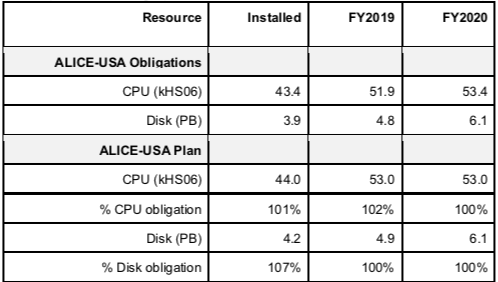 Resource Installed FY2019 FY2020
ALICE-USA Obligations
CPU (kHS06) 43.4 51.9 53.4
Disk (PB) 3.9 4.8 6.1
ALICE-USA Plan
CPU (kHS06) 44.0 53.0 53.0
% CPU obligation 101% 102% 100%
Disk (PB) 4.2 4.9 6.1
% Disk obligation 107% 100% 100%